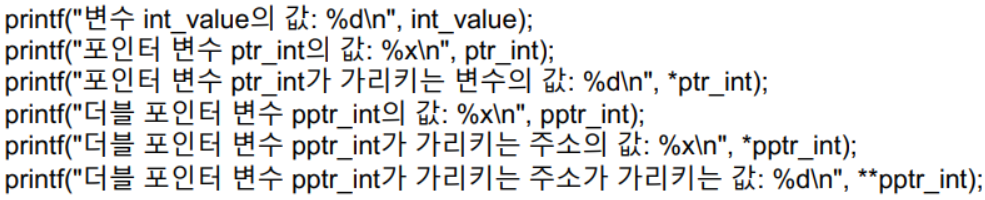 printf("변수 int_value의 값: %d\n", int_value);
printf("포인터 변수 ptr_int의 값: %x\n", ptr_int);
printf("포인터 변수 ptr_int가 가리키는 변수의 값: %d\n", *ptr_int);
printf("더블 포인터 변수 pptr_int의 값: %x\n", pptr_int);
printf("더블 포인터 변수 pptr_int가 가리키는 주소의 값: %x\n", *pptr_int);
printf("더블 포인터 변수 pptr_int가 가리키는 주소가 가리키는 값: %d\n", **pptr_int);